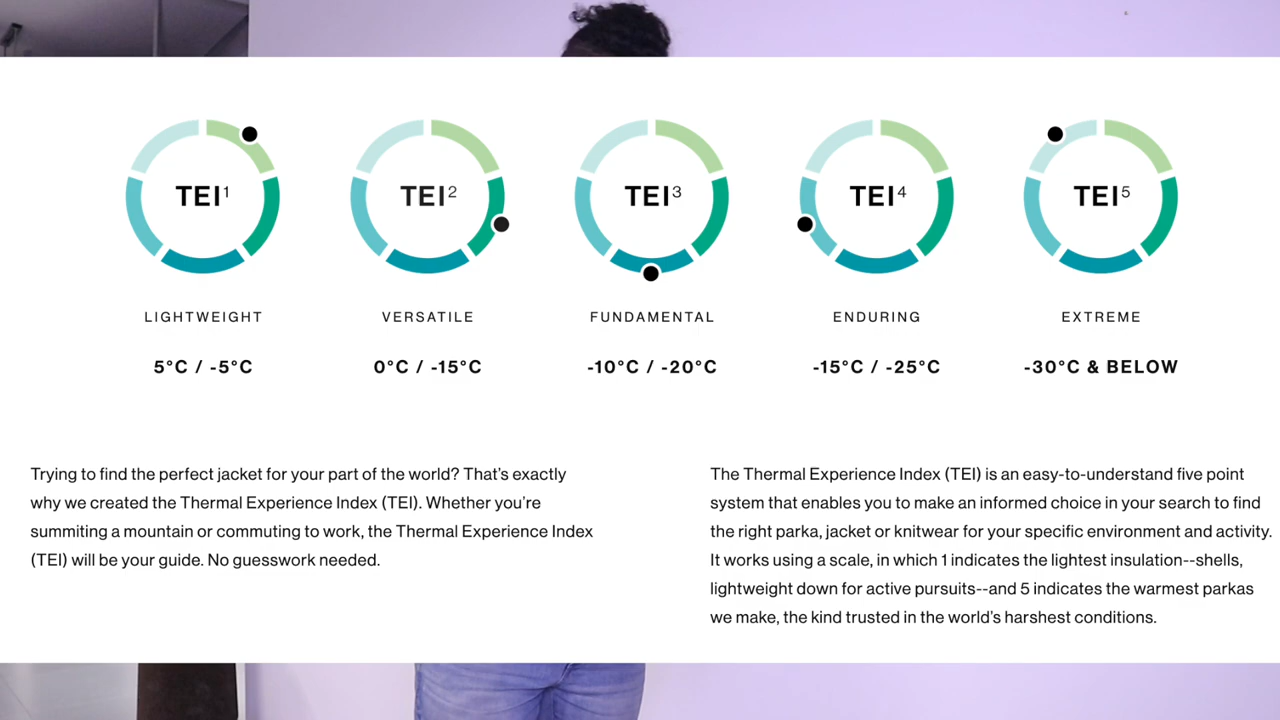 TEI¹
TEI²
TEI³
TEI⁴
TEI⁵
LIGHTWEIGHT
VERSATILE
FUNDAMENTAL
ENDURING
EXTREME
5°C / -5°C
0°C / -15°C
-10°C / -20°C
-15°C / -25°C
-30°C & BELOW
Trying to find the perfect jacket for your part of the world? That's exactly
why we created the Thermal Experience Index (TEI). Whether you're
summiting a mountain or commuting to work, the Thermal Experience Index
(TEI) will be your guide. No guesswork needed.
The Thermal Experience Index (TEI) is an easy-to-understand five point
system that enables you to make an informed choice in your search to find
the right parka, jacket or knitwear for your specific environment and activity.
It works using a scale, in which 1 indicates the lightest insulation--shells,
lightweight down for active pursuits--and 5 indicates the warmest parkas
we make, the kind trusted in the world's harshest conditions.